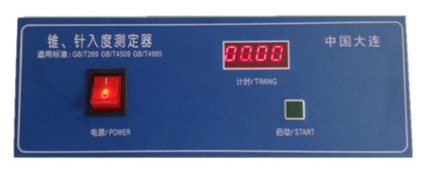 锥、针入度测定器
适用标准: GB/T269 GB/T4509 GB/T4985
00.00
中国大连
计时/TIMING
电源/POWER
启动/START